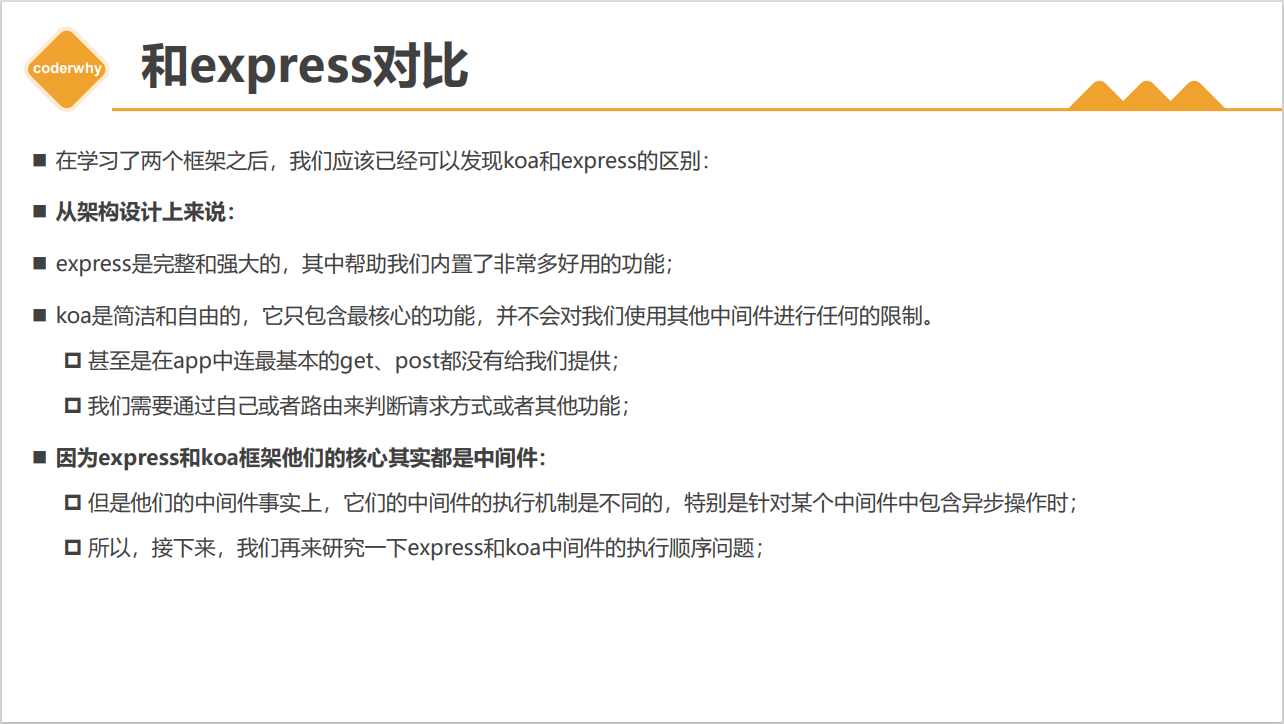 coderwhy
和express对比
在学习了两个框架之后，我们应该已经可以发现koa和express的区别：
从架构设计上来说：
express是完整和强大的，其中帮助我们内置了非常多好用的功能；
koa是简洁和自由的，它只包含最核心的功能，并不会对我们使用其他中间件进行任何的限制。
甚至是在app中连最基本的get、post都没有给我们提供；
我们需要通过自己或者路由来判断请求方式或者其他功能；
因为express和koa框架他们的核心其实都是中间件：
但是他们的中间件事实上，它们的中间件的执行机制是不同的，特别是针对某个中间件中包含异步操作时；
所以，接下来，我们再来研究一下express和koa中间件的执行顺序问题；